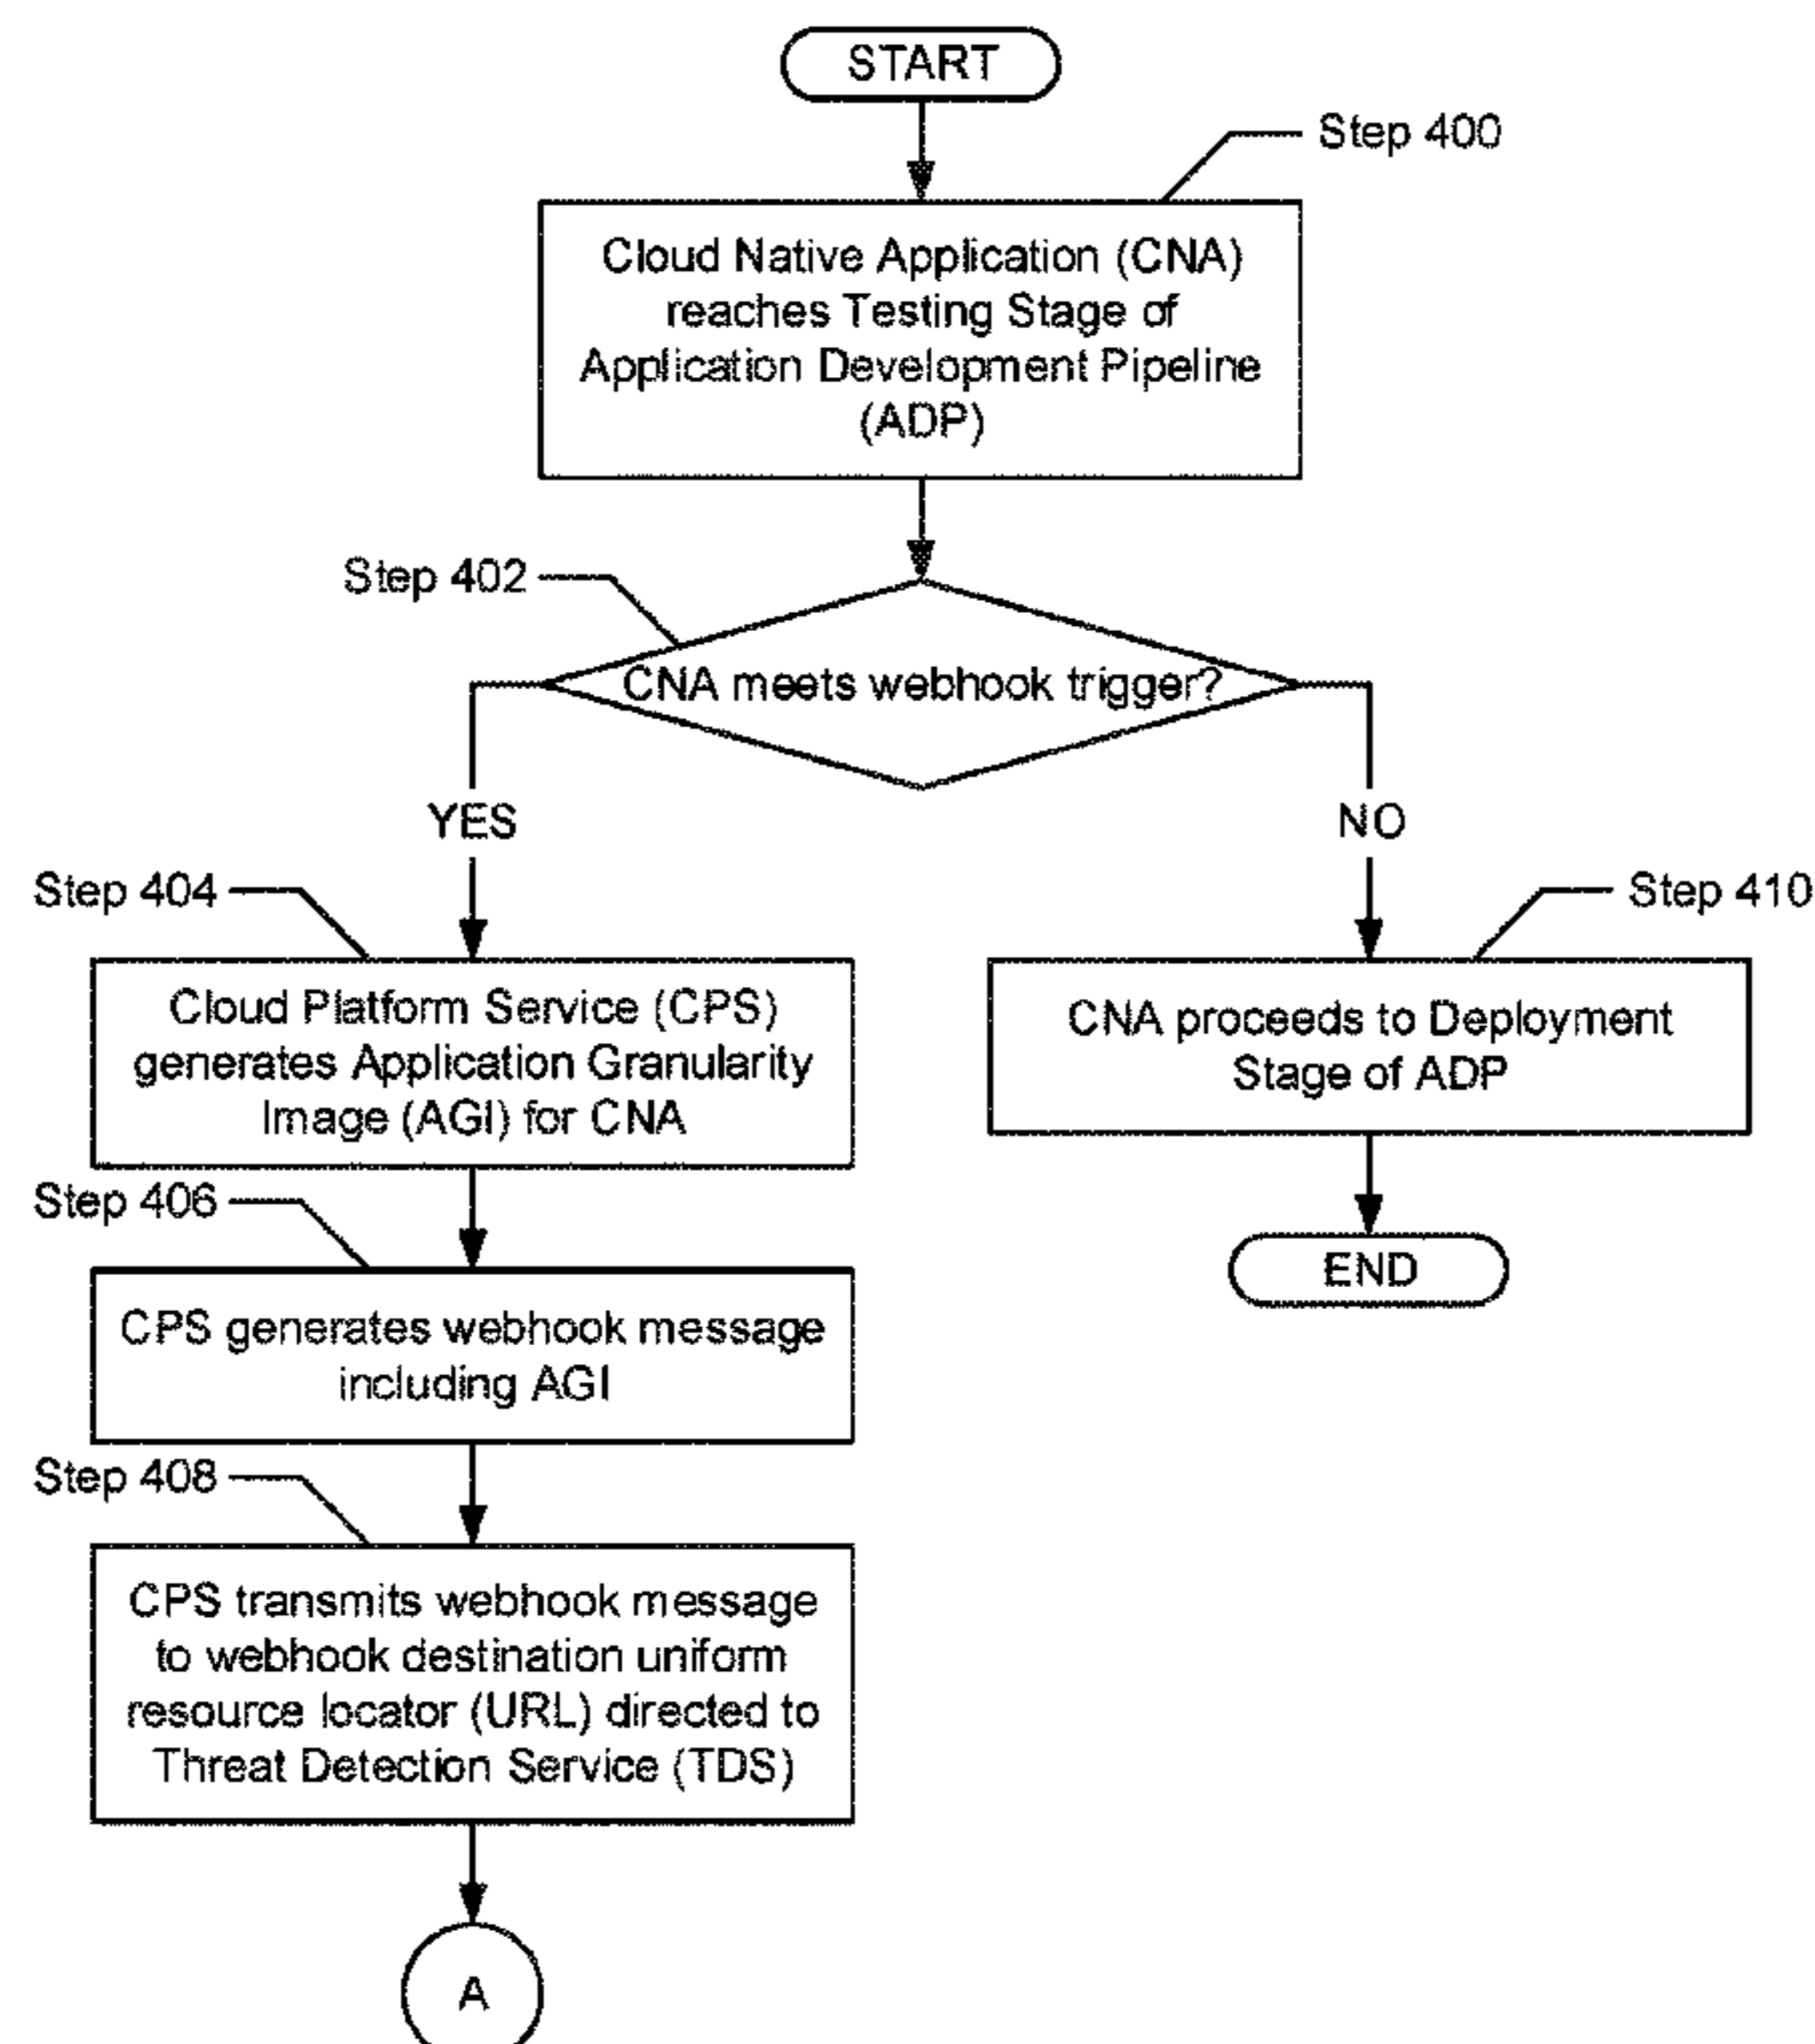 START
Step 400
Cloud Native Application (CNA)
reaches Testing Stage of
Application Development Pipeline
(ADP)
Step 402
CNA meets webhook trigger?
YES
NO
Step 404
Step 410
Cloud Platform Service (CPS)
generates Application Granularity
Image (AGI) for CNA
CNA proceeds to Deployment
Stage of ADP
Step 406
END
CPS generates webhook message
including AGI
Step 408
CPS transmits webhook message
to webhook destination uniform
resource locator (URL) directed to
Threat Detection Service (TDS)
A